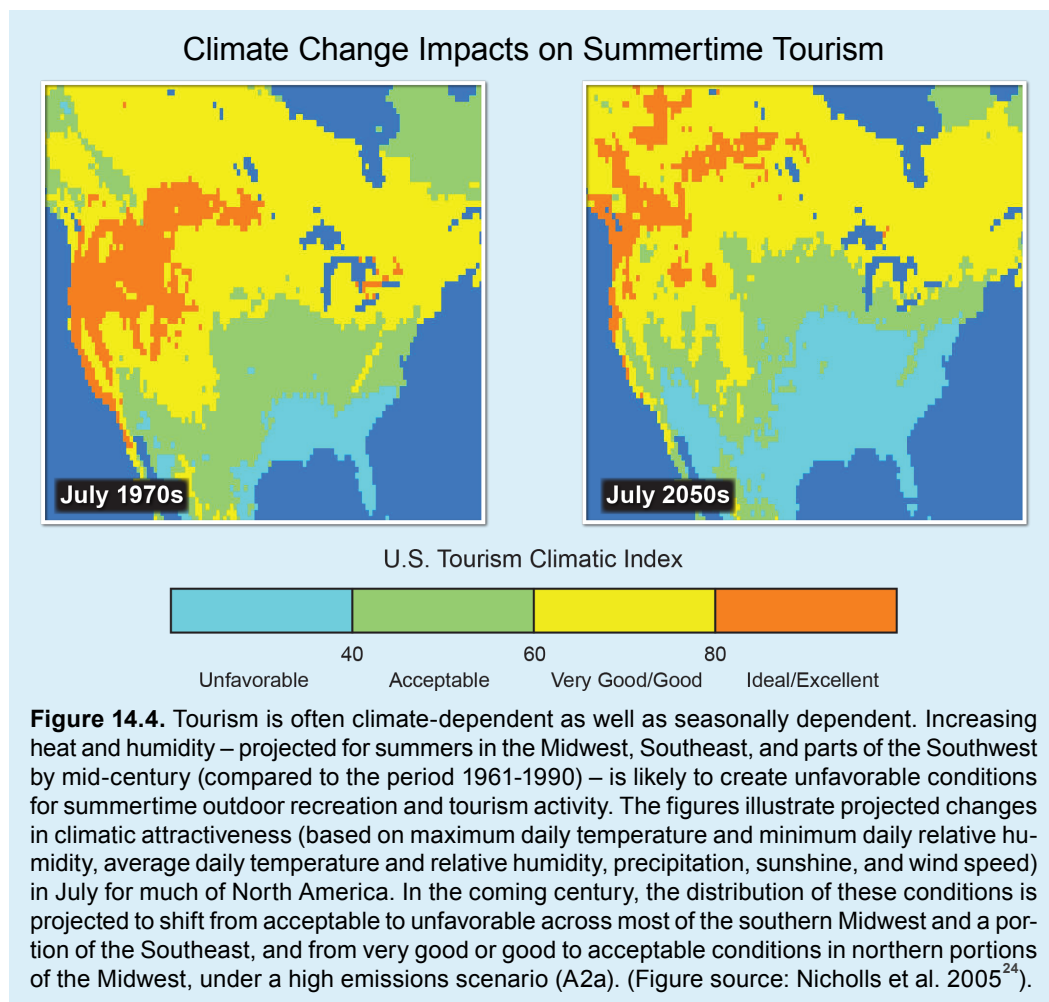 Climate Change Impacts on Summertime Tourism
July 1970s
July 2050s
U.S. Tourism Climatic Index
40 60 80
Unfavorable Acceptable Very Good/Good Ideal/Excellent
Figure 14.4. Tourism is often climate-dependent as well as seasonally dependent. Increasing
heat and humidity – projected for summers in the Midwest, Southeast, and parts of the Southwest
by mid-century (compared to the period 1961-1990) – is likely to create unfavorable conditions
for summertime outdoor recreation and tourism activity. The figures illustrate projected changes
in climatic attractiveness (based on maximum daily temperature and minimum daily relative hu-
midity, average daily temperature and relative humidity, precipitation, sunshine, and wind speed)
in July for much of North America. In the coming century, the distribution of these conditions is
projected to shift from acceptable to unfavorable across most of the southern Midwest and a por-
tion of the Southeast, and from very good or good to acceptable conditions in northern portions
of the Midwest, under a high emissions scenario (A2a). (Figure source: Nicholls et al. 2005²⁴).